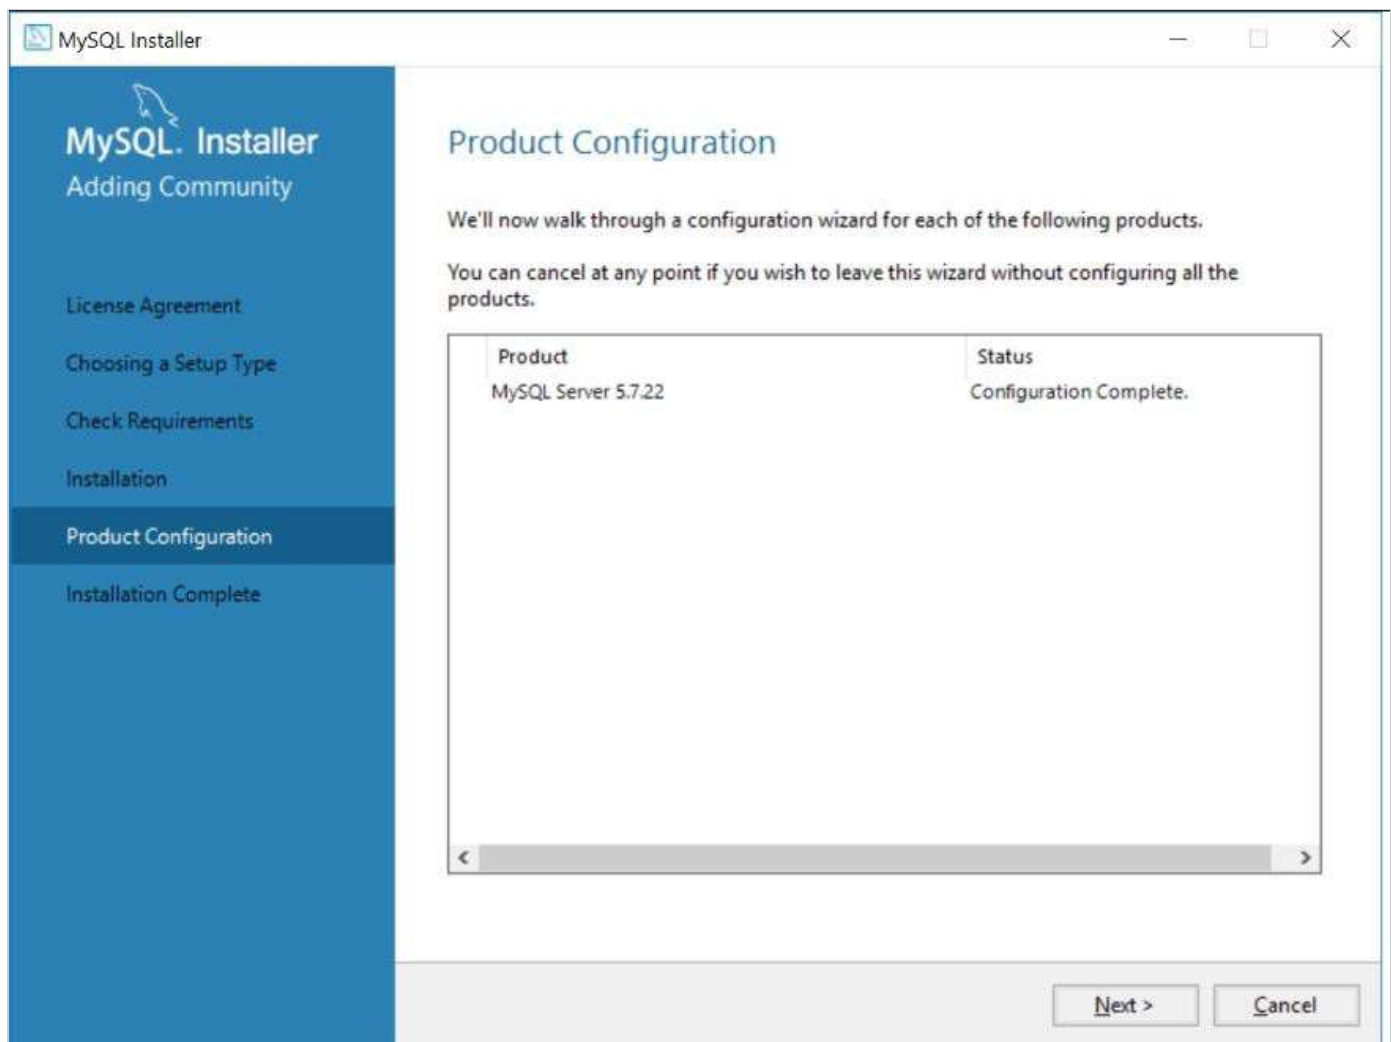 MySQL Installer
MySQL. Installer
Adding Community
License Agreement
Choosing a Setup Type
Check Requirements
Installation
Product Configuration
Installation Complete
Product Configuration
We'll now walk through a configuration wizard for each of the following products.
You can cancel at any point if you wish to leave this wizard without configuring all the
products.
Product Status
MySQL Server 5.7.22 Configuration Complete.
Next > Cancel